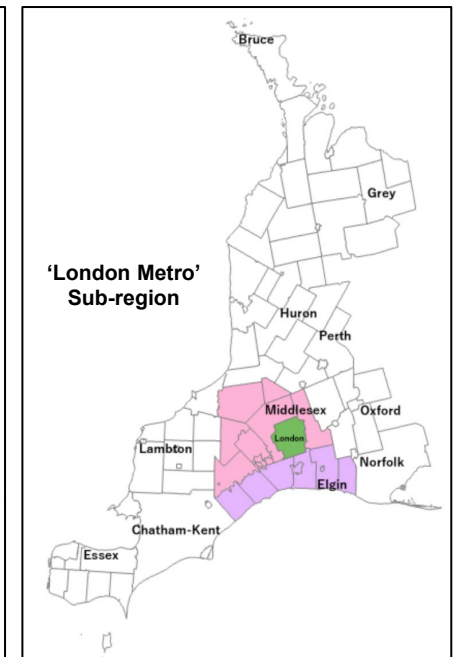 Bruce
Grey
'London Metro'
Sub-region
Huron
Perth
Middlesex
Oxford
London
Lambton
Norfolk
Elgin
Chatham-Kent
Essex